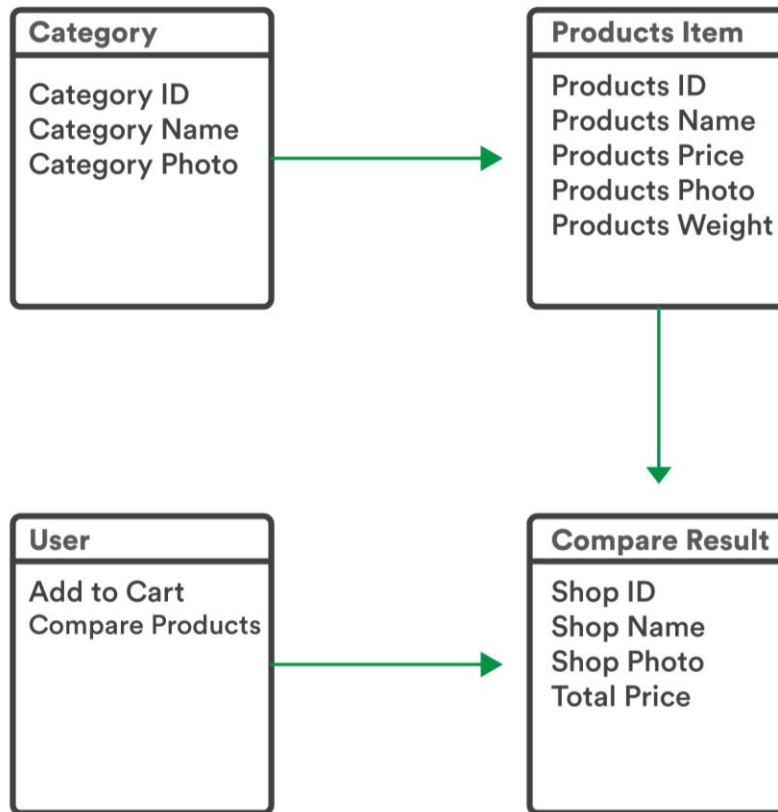 Category
Category ID
Category Name
Category Photo
Products Item
Products ID
Products Name
Products Price
Products Photo
Products Weight
User
Add to Cart
Compare Products
Compare Result
Shop ID
Shop Name
Shop Photo
Total Price